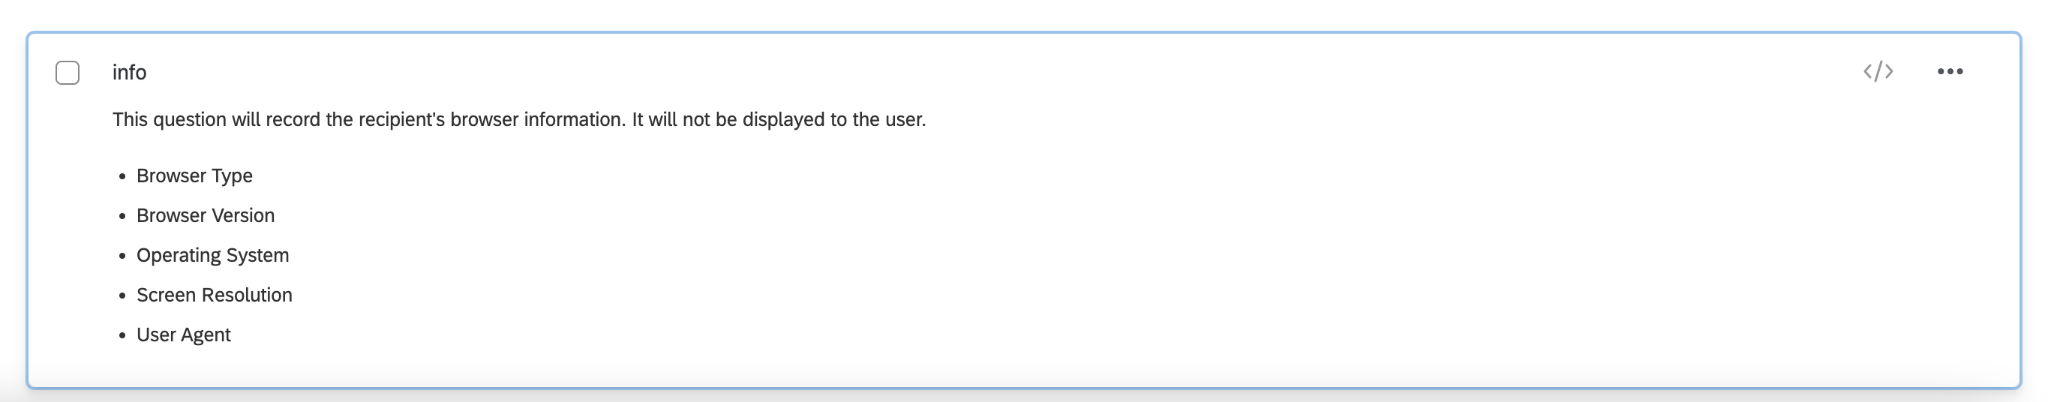 info
</>
•••
This question will record the recipient's browser information. It will not be displayed to the user.
• Browser Type
• Browser Version
• Operating System
• Screen Resolution
• User Agent